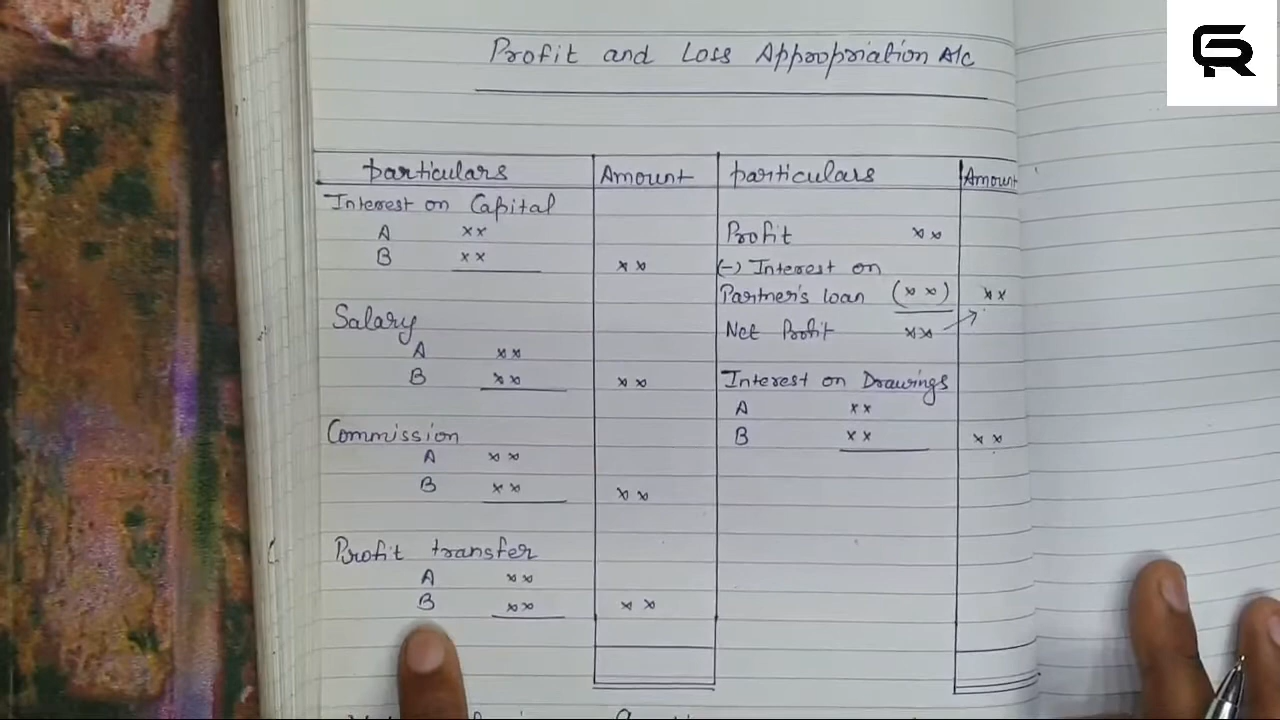 Profit and Loss Appropriation A/c
particulars Amount particulars Amount
Interest on Capital
A xx
B xx xx
Salary
A xx
B xx xx
Commission
A xx
B xx xx
Profit transfer
A xx
B xx xx
Profit xx
(-) Interest on
Partner's loan (xx) xx
Net Profit xx
Interest on Drawings
A xx
B xx xx
GR